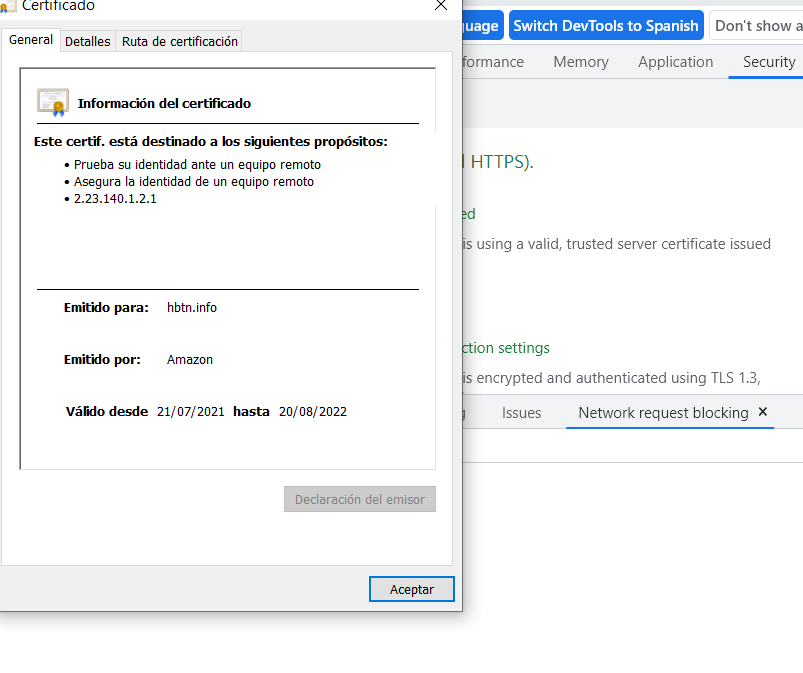 Certificado
General Detalles Ruta de certificación
Información del certificado
Este certif. está destinado a los siguientes propósitos:
• Prueba su identidad ante un equipo remoto
• Asegura la identidad de un equipo remoto
• 2.23.140.1.2.1
Emitido para: hbtn.info
Emitido por: Amazon
Válido desde 21/07/2021 hasta 20/08/2022
Declaración del emisor
Aceptar
Switch DevTools to Spanish Don't show
Memory Application Security
HTTPS).
is using a valid, trusted server certificate issued
settings
is encrypted and authenticated using TLS 1.3,
Issues Network request blocking ×